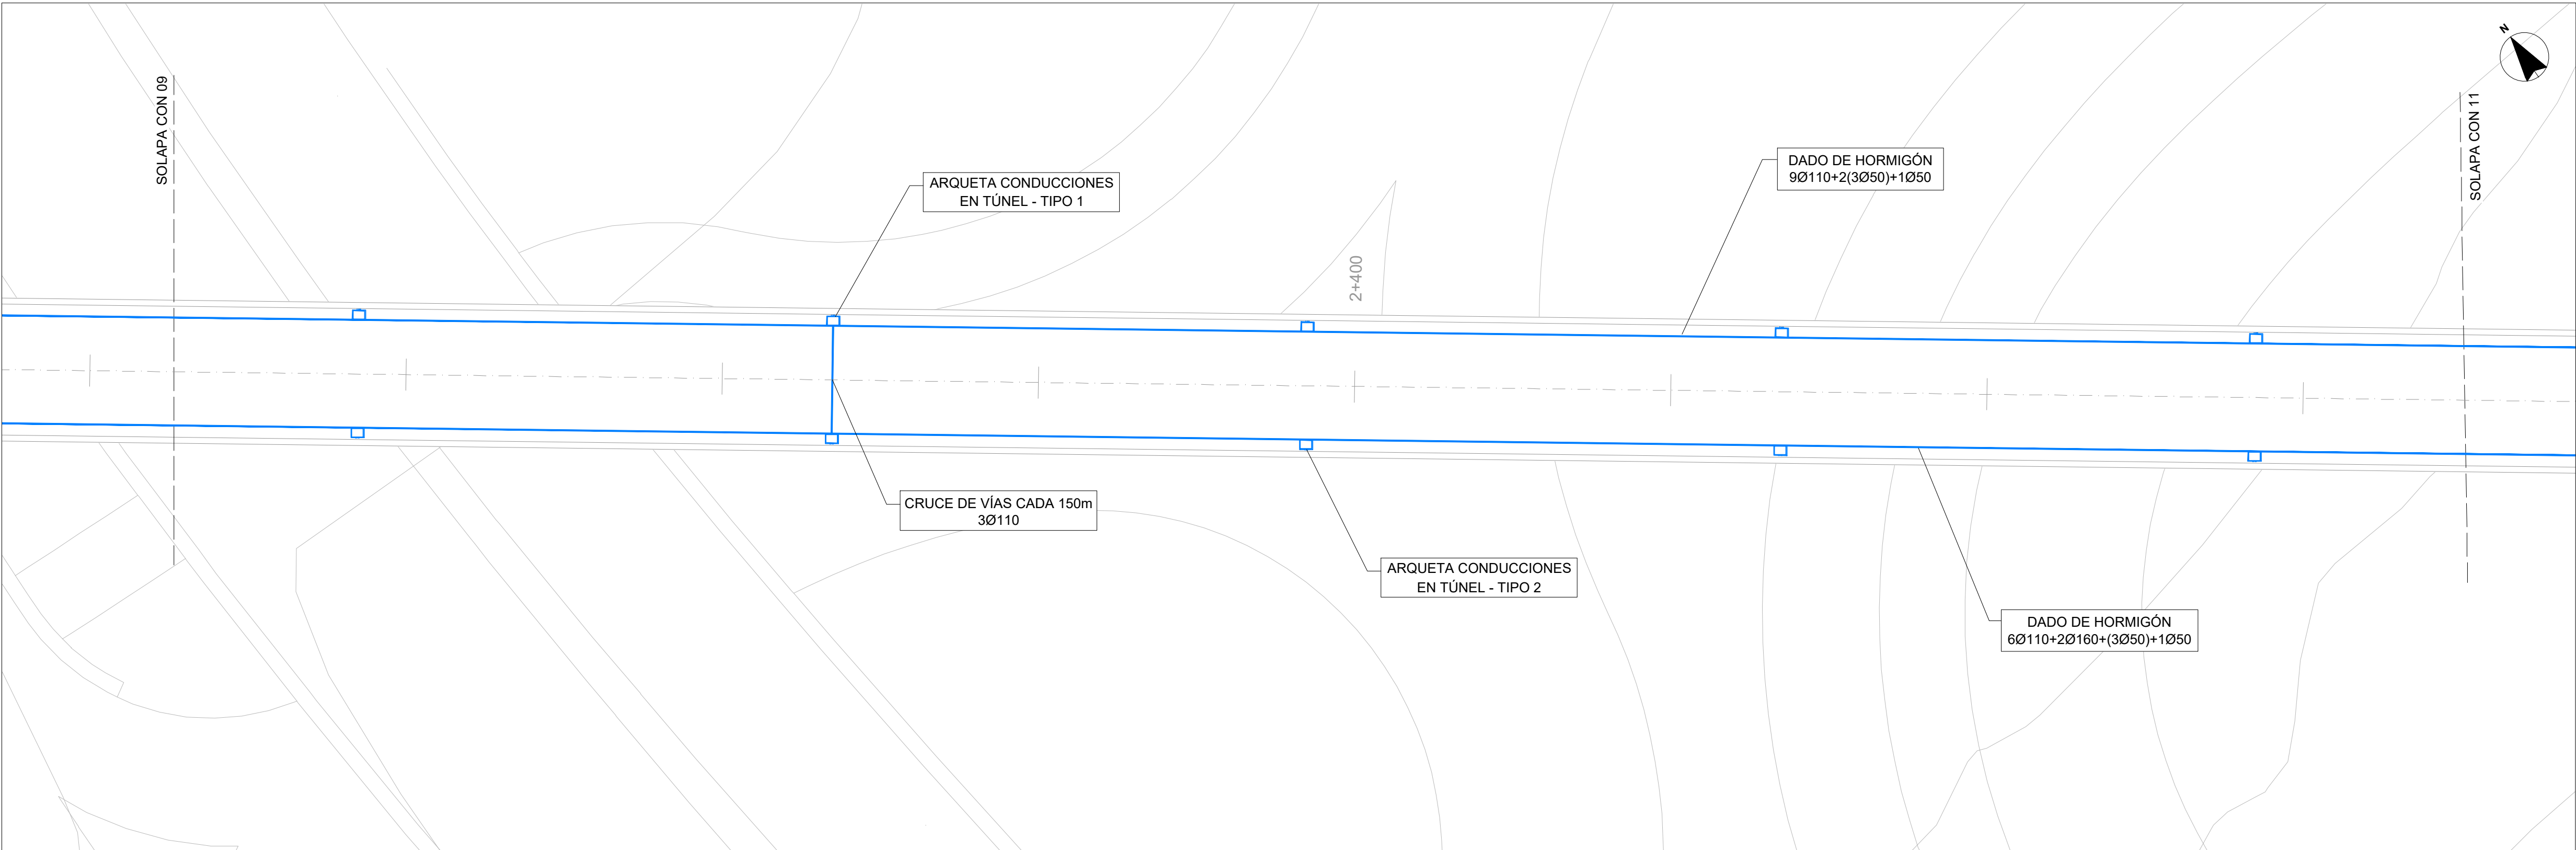 N
SOLAPA CON 09
SOLAPA CON 11
DADO DE HORMIGÓN
9Ø110+2(3Ø50)+1Ø50
ARQUETA CONDUCCIONES
EN TÚNEL - TIPO 1
2+400
CRUCE DE VÍAS CADA 150m
3Ø110
ARQUETA CONDUCCIONES
EN TÚNEL - TIPO 2
DADO DE HORMIGÓN
6Ø110+2Ø160+(3Ø50)+1Ø50